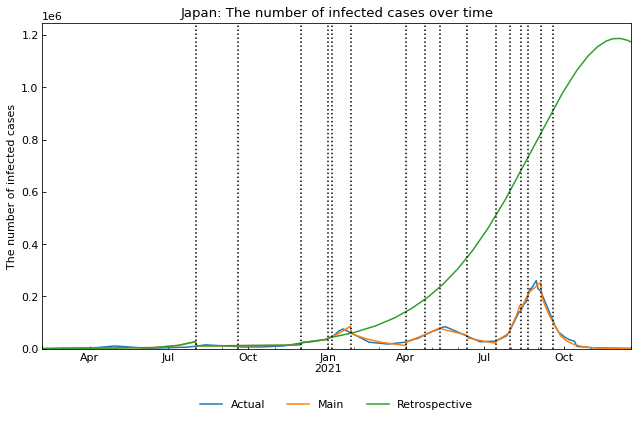 Japan: The number of infected cases over time
1e6
1.2
1.0
0.8
0.6
0.4
0.2
0.0
The number of infected cases
Apr Jul Oct Jan Apr Jul Oct
2021
Actual Main Retrospective